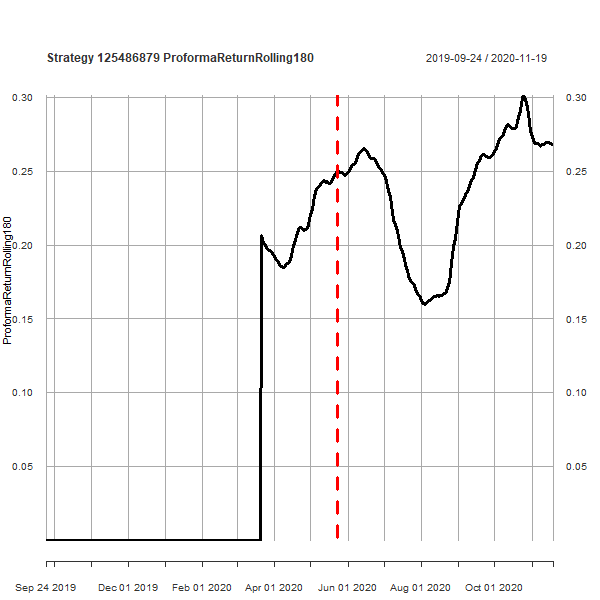 Strategy 125486879 ProformaReturnRolling180
2019-09-24 / 2020-11-19
ProformaReturnRolling180
0.30
0.25
0.20
0.15
0.10
0.05
0.30
0.25
0.20
0.15
0.10
0.05
Sep 24 2019
Dec 01 2019
Feb 01 2020
Apr 01 2020
Jun 01 2020
Aug 01 2020
Oct 01 2020